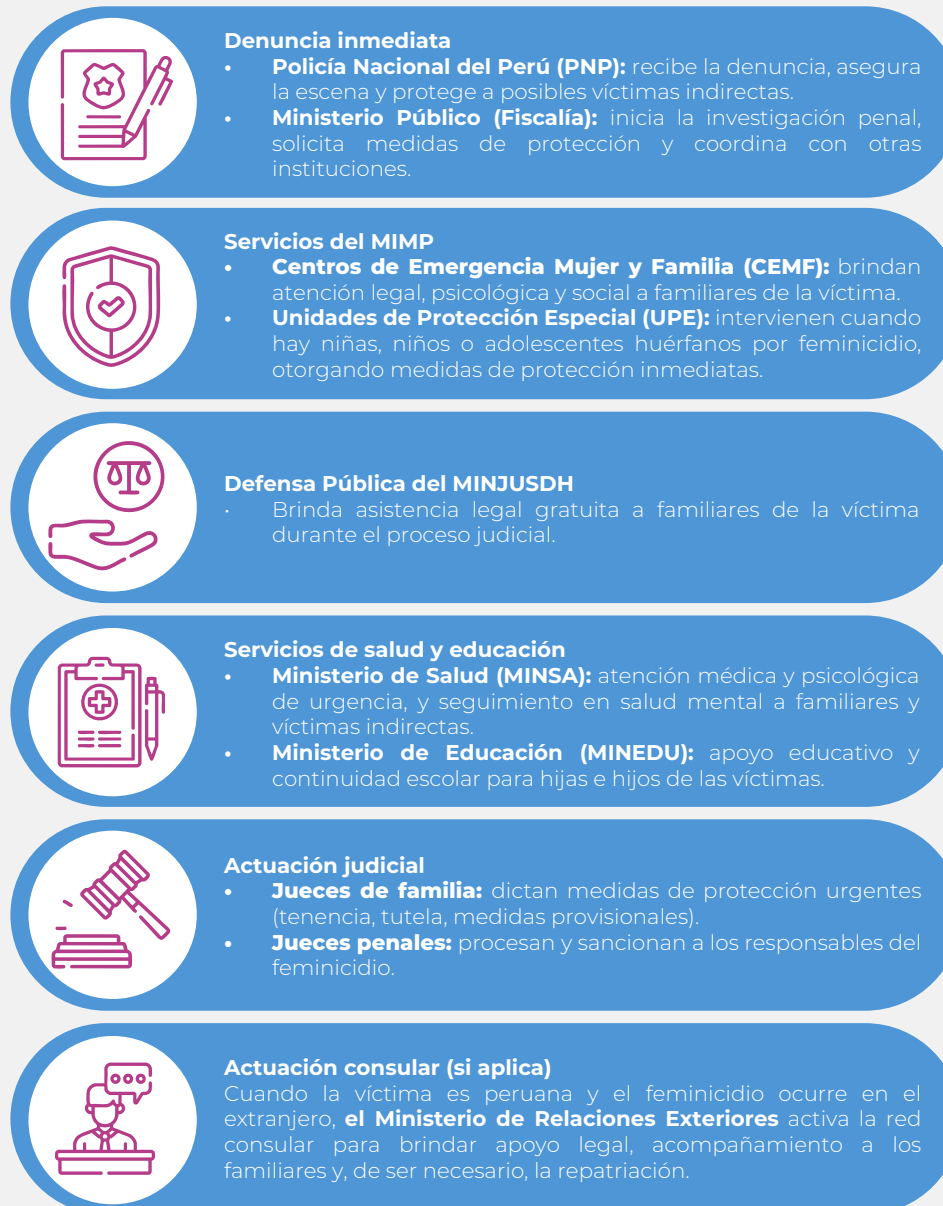 Denuncia inmediata
• Policía Nacional del Perú (PNP): recibe la denuncia, asegura
la escena y protege a posibles víctimas indirectas.
• Ministerio Público (Fiscalía): inicia la investigación penal,
solicita medidas de protección y coordina con otras
instituciones.
Servicios del MIMP
• Centros de Emergencia Mujer y Familia (CEMF): brindan
atención legal, psicológica y social a familiares de la víctima.
• Unidades de Protección Especial (UPE): intervienen cuando
hay niñas, niños o adolescentes huérfanos por feminicidio,
otorgando medidas de protección inmediatas.
Defensa Pública del MINJUSDH
• Brinda asistencia legal gratuita a familiares de la víctima
durante el proceso judicial.
Servicios de salud y educación
• Ministerio de Salud (MINSA): atención médica y psicológica
de urgencia, y seguimiento en salud mental a familiares y
víctimas indirectas.
• Ministerio de Educación (MINEDU): apoyo educativo y
continuidad escolar para hijas e hijos de las víctimas.
Actuación judicial
• Jueces de familia: dictan medidas de protección urgentes
(tenencia, tutela, medidas provisionales).
• Jueces penales: procesan y sancionan a los responsables del
feminicidio.
Actuación consular (si aplica)
Cuando la víctima es peruana y el feminicidio ocurre en el
extranjero, el Ministerio de Relaciones Exteriores activa la red
consular para brindar apoyo legal, acompañamiento a los
familiares y, de ser necesario, la repatriación.